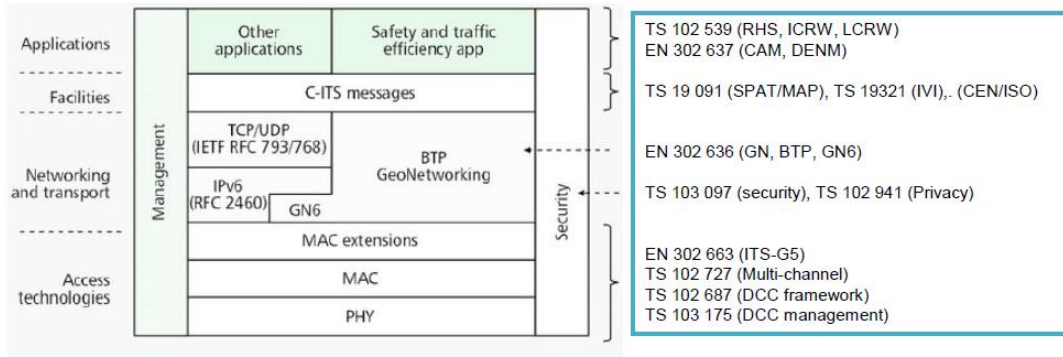 Applications
Facilities
Networking
and transport
Access
technologies
Management
Other
applications
Safety and traffic
efficiency app
C-ITS messages
TCP/UDP
(IETF RFC 793/768)
IPv6
(RFC 2460)
GN6
BTP
GeoNetworking
MAC extensions
MAC
PHY
Security
TS 102 539 (RHS, ICRW, LCRW)
EN 302 637 (CAM, DENM)
TS 19 091 (SPAT/MAP), TS 19321 (IVI),. (CEN/ISO)
EN 302 636 (GN, BTP, GN6)
TS 103 097 (security), TS 102 941 (Privacy)
EN 302 663 (ITS-G5)
TS 102 727 (Multi-channel)
TS 102 687 (DCC framework)
TS 103 175 (DCC management)